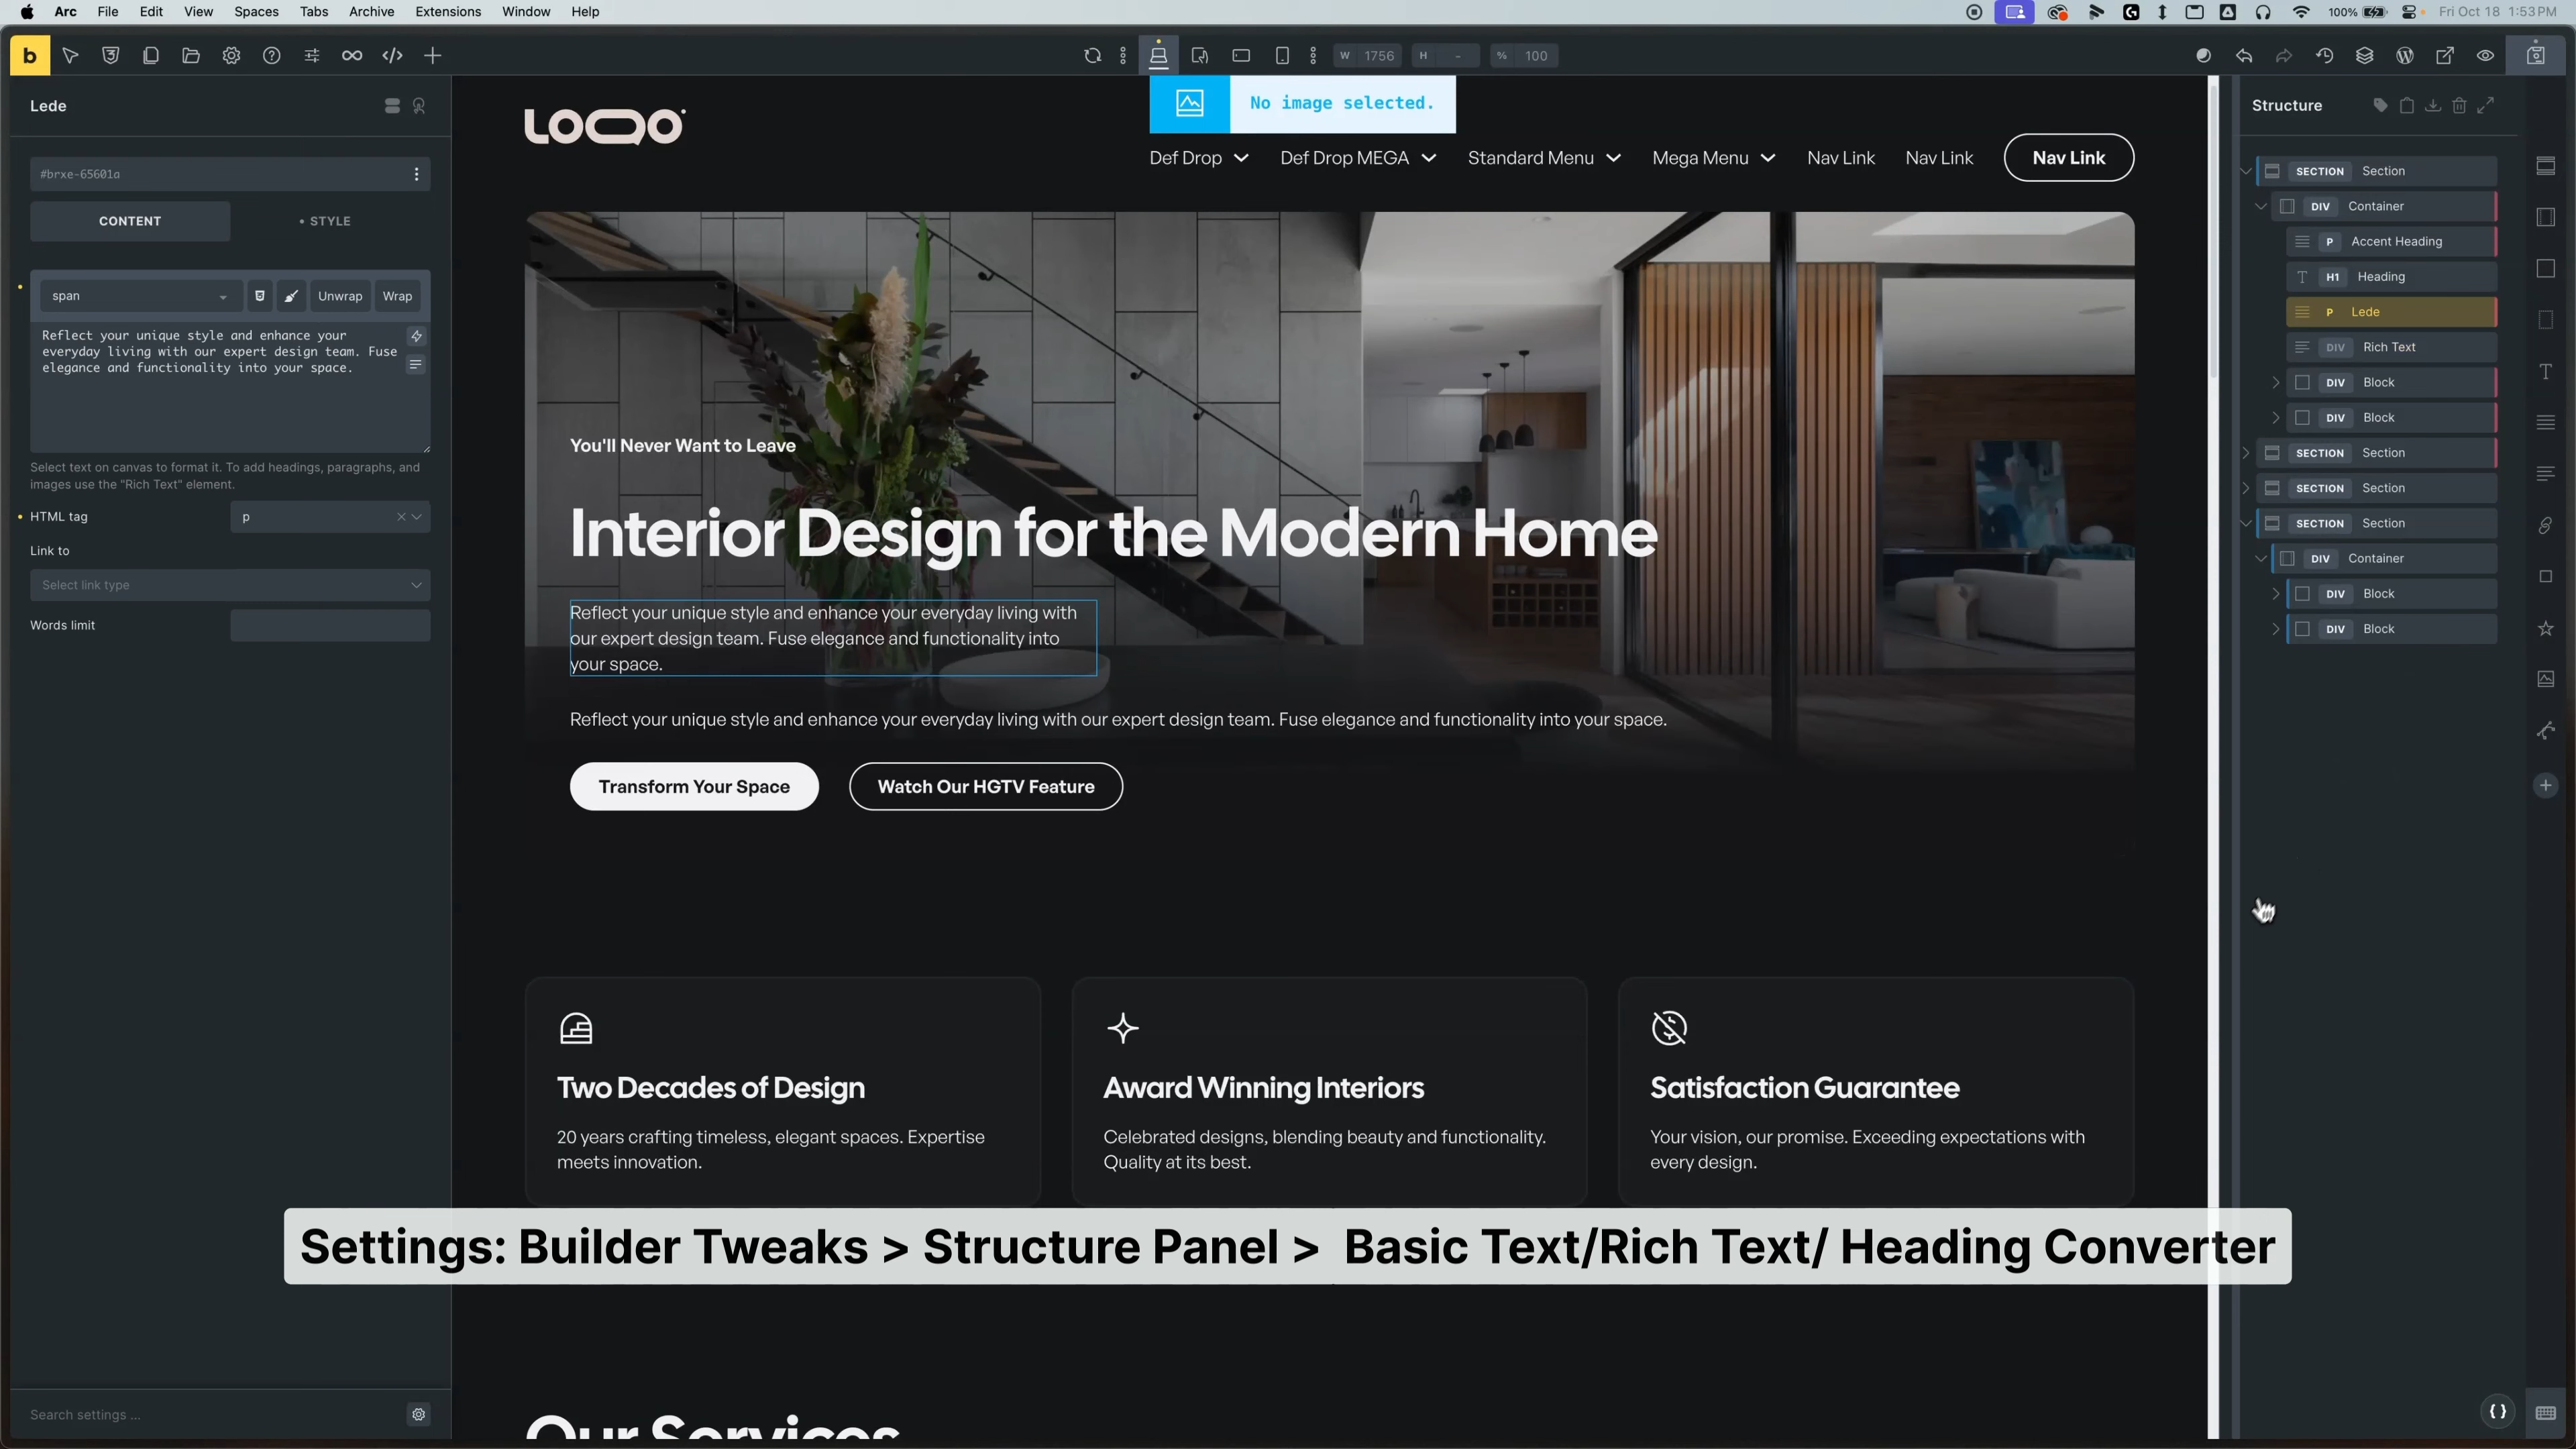 Arc File Edit View Spaces Tabs Archive Extensions Window Help
100% Fri Oct 18 1:53 PM
b
W 1756 H - % 100
Lede
#brxe-65601a
CONTENT
• STYLE
span
Unwrap
Wrap
Reflect your unique style and enhance your
everyday living with our expert design team. Fuse
elegance and functionality into your space.
Select text on canvas to format it. To add headings, paragraphs, and
images use the "Rich Text" element.
HTML tag
p
Link to
Select link type
Words limit
Search settings ...
LOQO
No image selected.
Def Drop
Def Drop MEGA
Standard Menu
Mega Menu
Nav Link
Nav Link
Nav Link
You'll Never Want to Leave
Interior Design for the Modern Home
Reflect your unique style and enhance your everyday living with
our expert design team. Fuse elegance and functionality into
your space.
Reflect your unique style and enhance your everyday living with our expert design team. Fuse elegance and functionality into your space.
Transform Your Space
Watch Our HGTV Feature
Two Decades of Design
20 years crafting timeless, elegant spaces. Expertise
meets innovation.
Award Winning Interiors
Celebrated designs, blending beauty and functionality.
Quality at its best.
Satisfaction Guarantee
Your vision, our promise. Exceeding expectations with
every design.
Settings: Builder Tweaks > Structure Panel > Basic Text/Rich Text/ Heading Converter
Our Services
Structure
SECTION Section
DIV Container
P Accent Heading
H1 Heading
P Lede
DIV Rich Text
DIV Block
DIV Block
SECTION Section
SECTION Section
SECTION Section
DIV Container
DIV Block
DIV Block
{ }